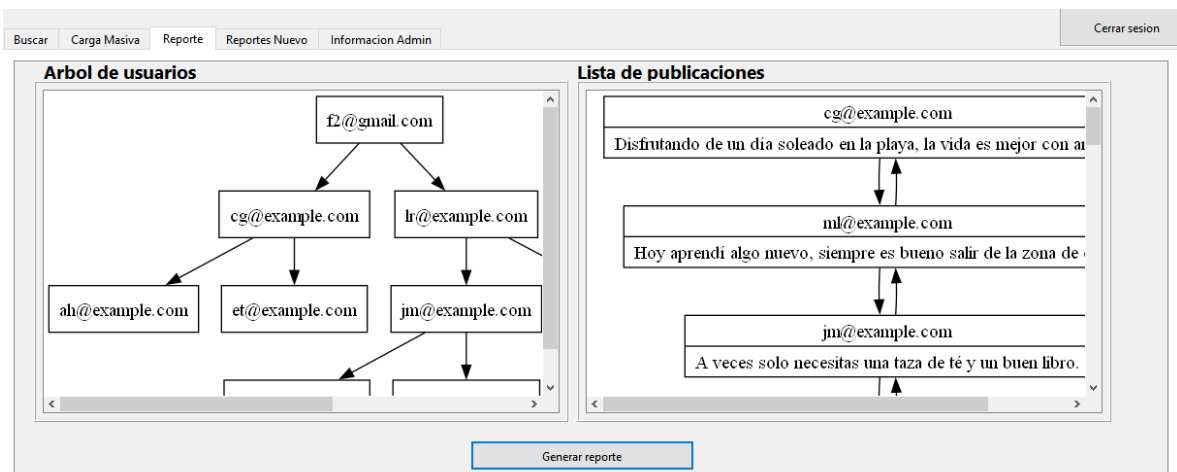 Cerrar sesion
Buscar Carga Masiva Reporte Reportes Nuevo Informacion Admin
Arbol de usuarios
f2@gmail.com
cg@example.com lr@example.com
ah@example.com et@example.com jm@example.com
Lista de publicaciones
cg@example.com
Disfrutando de un día soleado en la playa, la vida es mejor con
ml@example.com
Hoy aprendí algo nuevo, siempre es bueno salir de la zona de
jm@example.com
A veces solo necesitas una taza de té y un buen libro.
Generar reporte